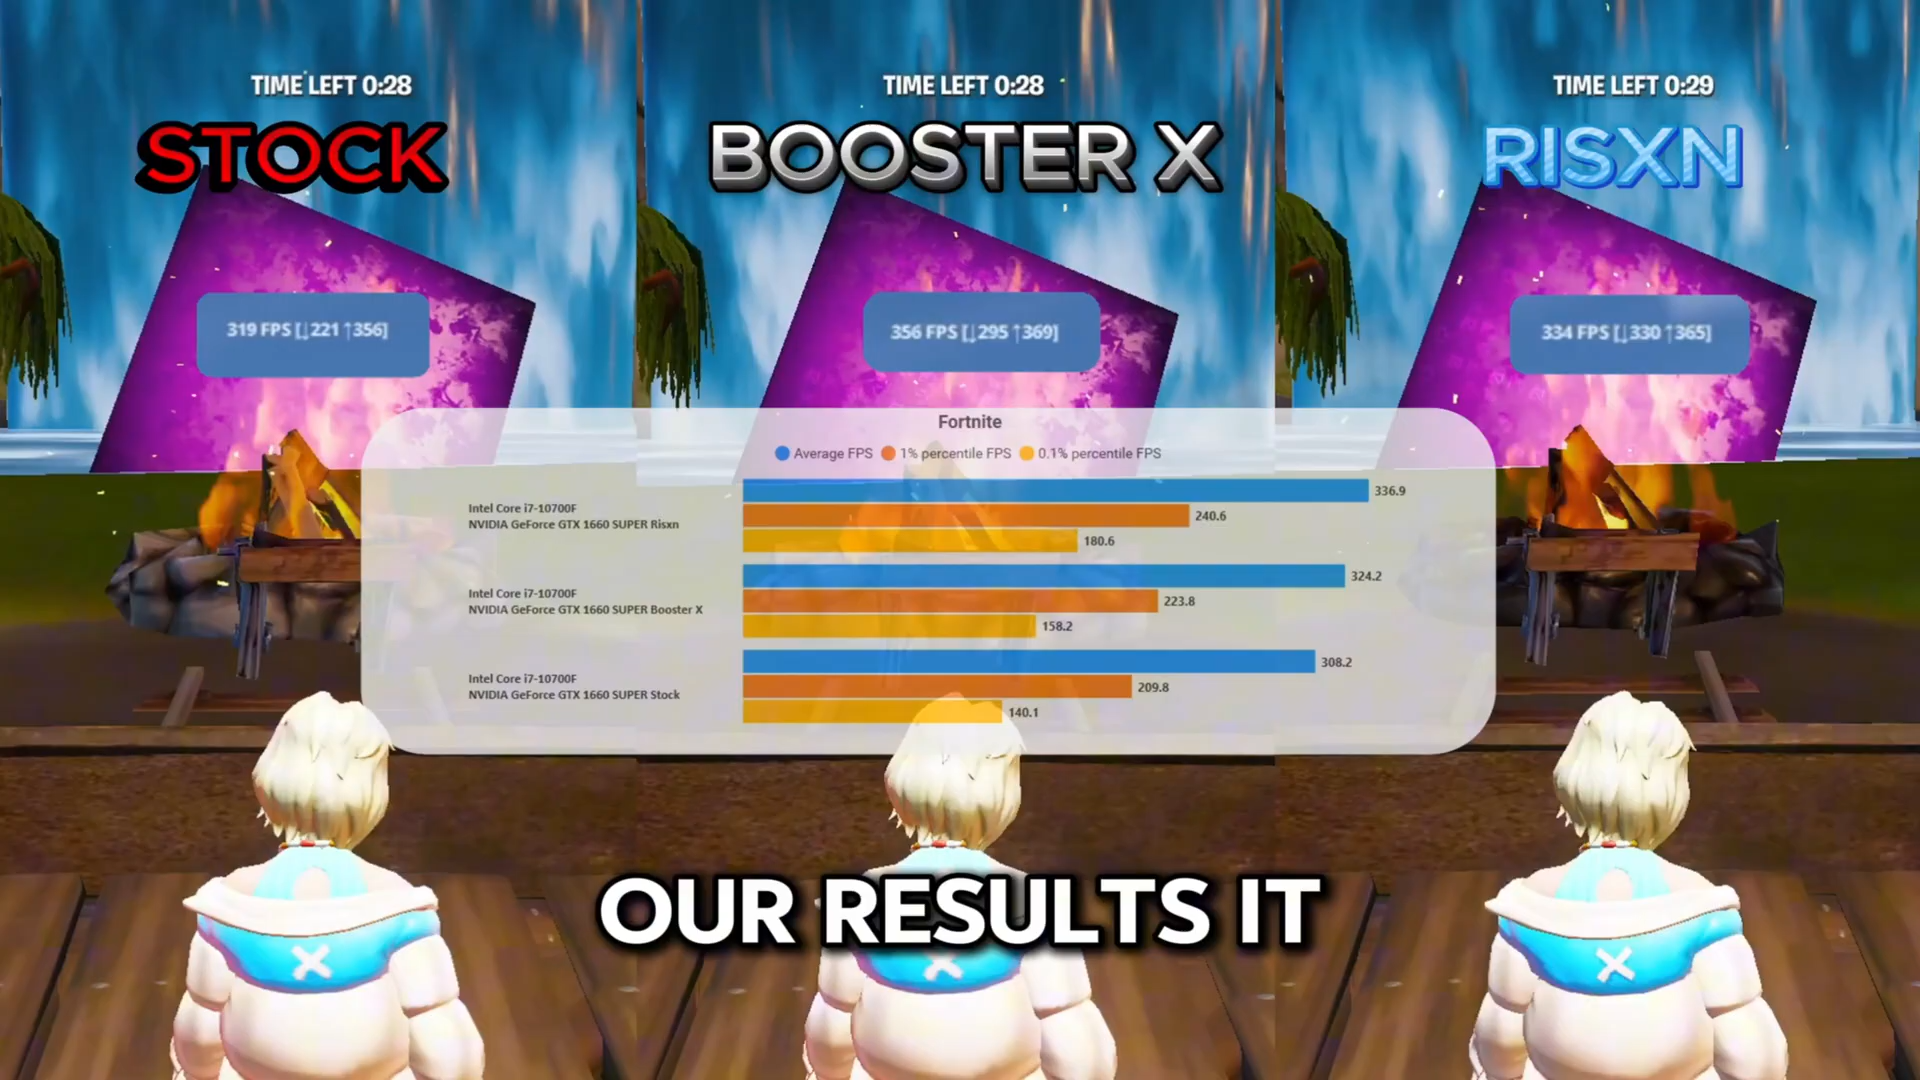 TIME LEFT 0:28
TIME LEFT 0:28
TIME LEFT 0:29
STOCK
BOOSTER X
RISXN
319 FPS [↓221 ↑356]
356 FPS [↓295 ↑369]
334 FPS [↓330 ↑365]
Fortnite
Average FPS 1% percentile FPS 0.1% percentile FPS
Intel Core i7-10700F
NVIDIA GeForce GTX 1660 SUPER Risxn
336.9
240.6
180.6
Intel Core i7-10700F
NVIDIA GeForce GTX 1660 SUPER Booster X
324.2
223.8
158.2
Intel Core i7-10700F
NVIDIA GeForce GTX 1660 SUPER Stock
308.2
209.8
140.1
OUR RESULTS IT